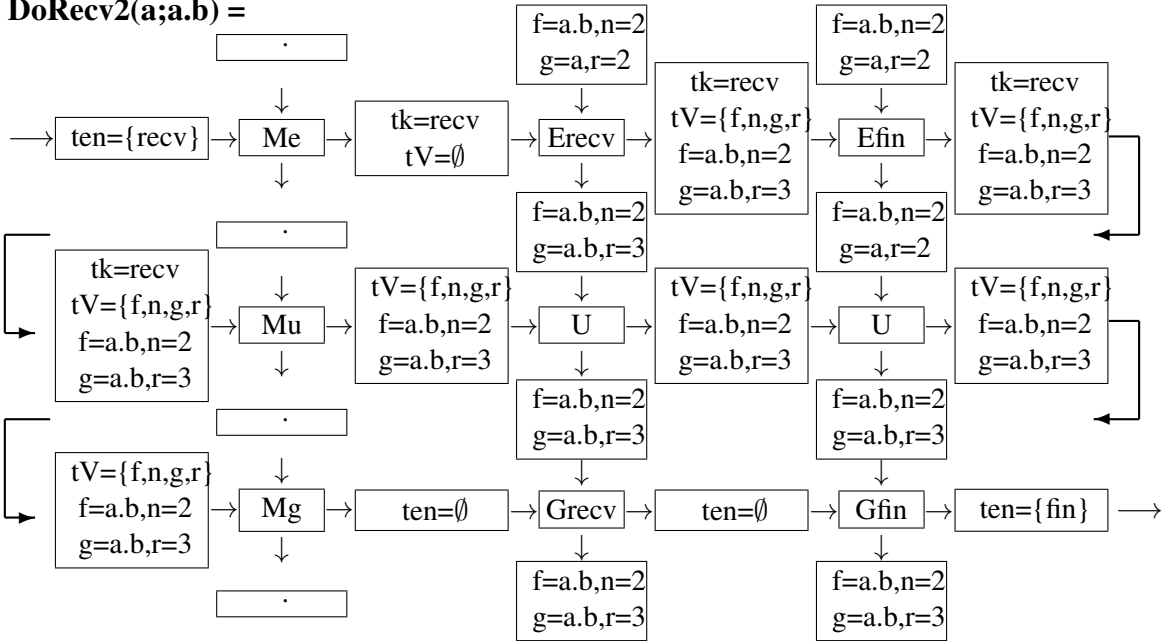 DoRecv2(a;a.b) =
.
f=a.b,n=2
g=a,r=2
f=a.b,n=2
g=a,r=2
ten={recv}
Me
tk=recv
tV=∅
Erecv
tk=recv
tV={f,n,g,r}
f=a.b,n=2
g=a.b,r=3
Efin
tk=recv
tV={f,n,g,r}
f=a.b,n=2
g=a.b,r=3
.
f=a.b,n=2
g=a.b,r=3
f=a.b,n=2
g=a,r=2
tk=recv
tV={f,n,g,r}
f=a.b,n=2
g=a.b,r=3
Mu
tV={f,n,g,r}
f=a.b,n=2
g=a.b,r=3
U
tV={f,n,g,r}
f=a.b,n=2
g=a.b,r=3
U
tV={f,n,g,r}
f=a.b,n=2
g=a.b,r=3
.
f=a.b,n=2
g=a.b,r=3
f=a.b,n=2
g=a.b,r=3
tV={f,n,g,r}
f=a.b,n=2
g=a.b,r=3
Mg
ten=∅
Grecv
ten=∅
Gfin
ten={fin}
.
f=a.b,n=2
g=a.b,r=3
f=a.b,n=2
g=a.b,r=3